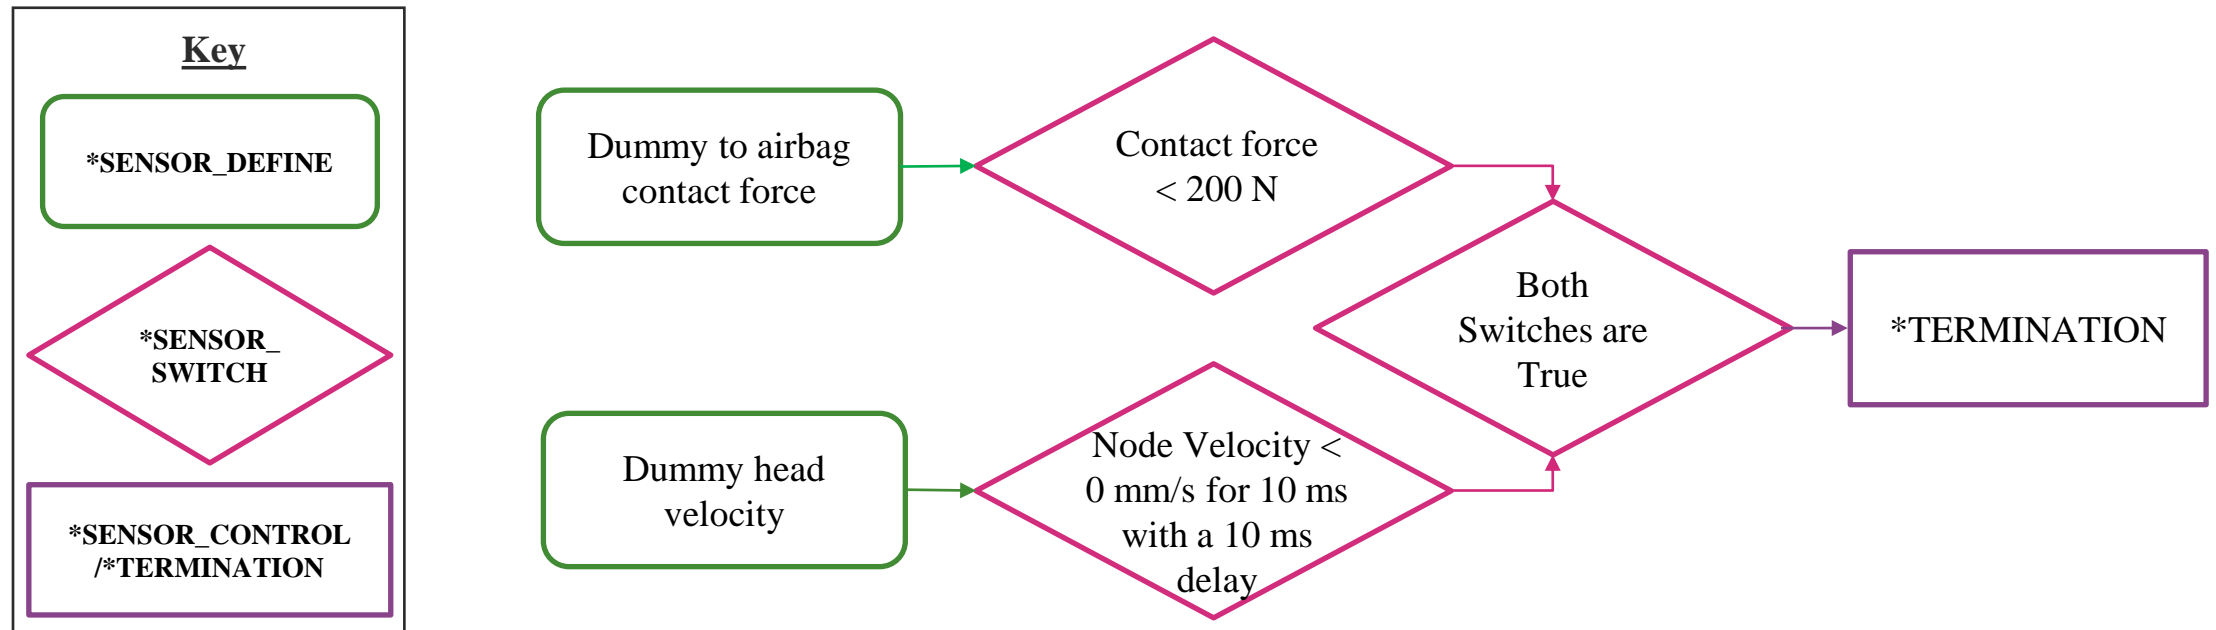 Key
*SENSOR_DEFINE
*SENSOR_
SWITCH
*SENSOR_CONTROL
/*TERMINATION
Dummy to airbag
contact force
Contact force
< 200 N
Dummy head
velocity
Node Velocity <
0 mm/s for 10 ms
with a 10 ms
delay
Both
Switches are
True
*TERMINATION